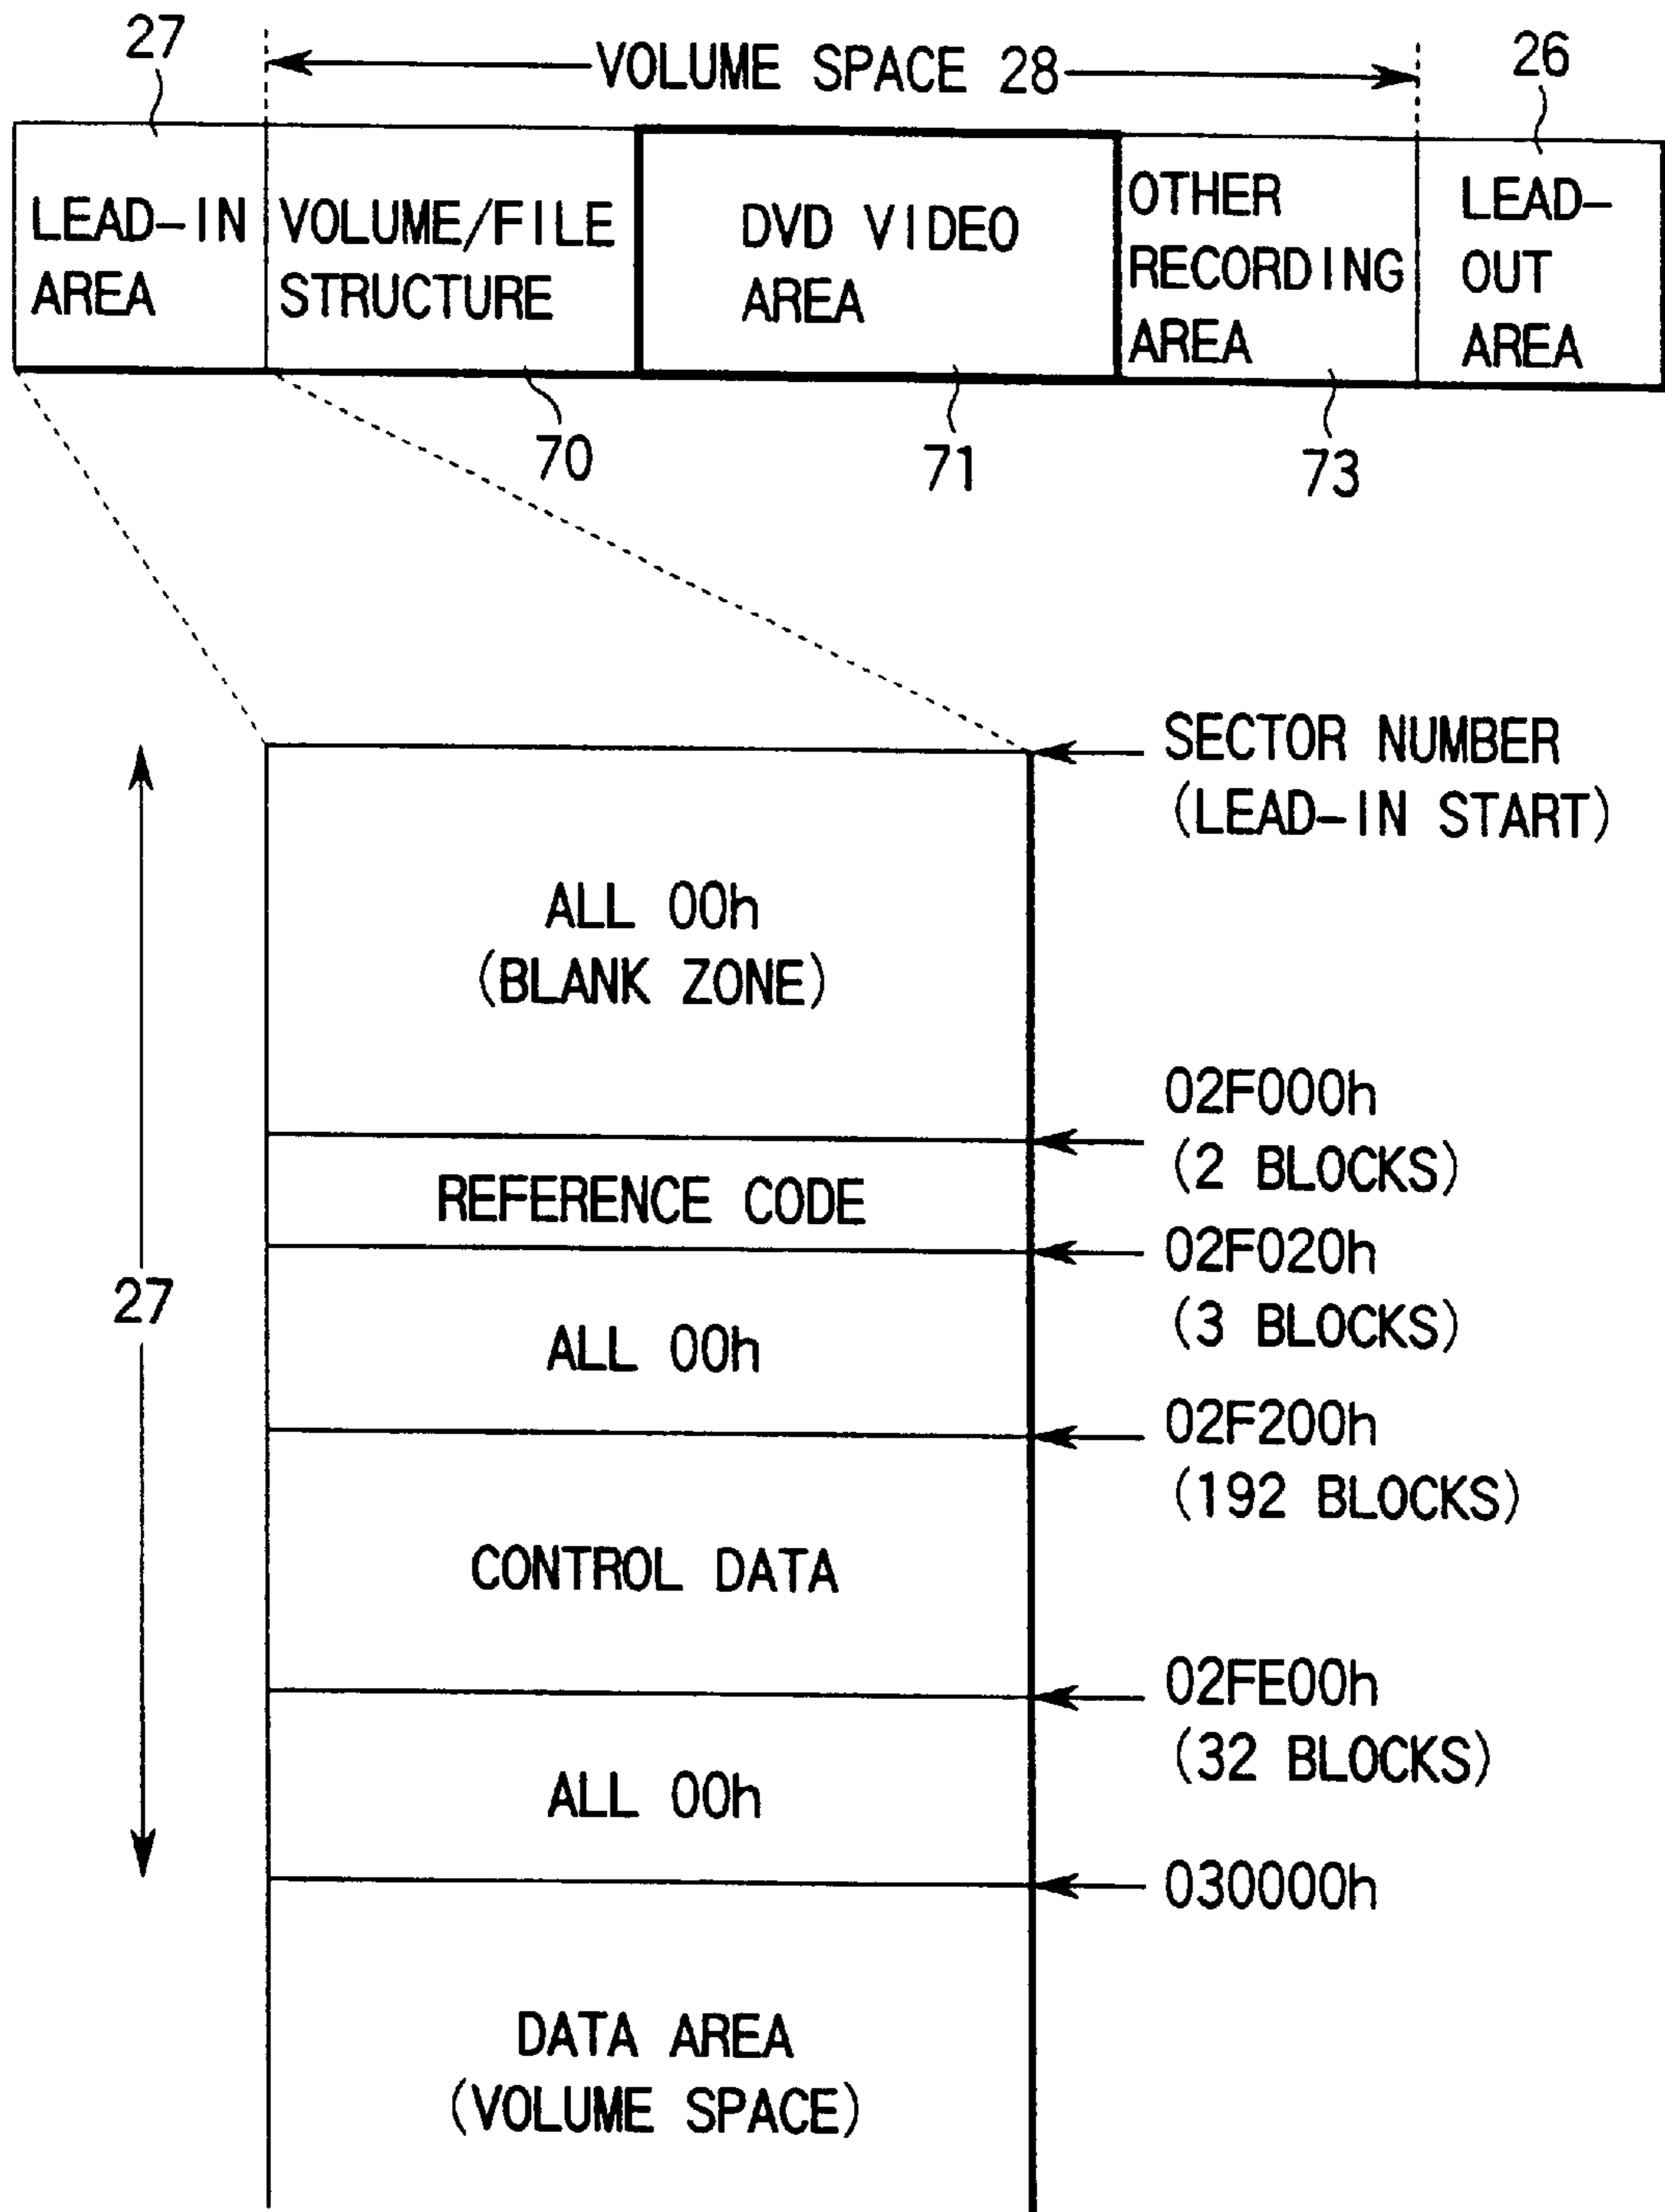 27
VOLUME SPACE 28
26
LEAD-IN
AREA
VOLUME/FILE
STRUCTURE
DVD VIDEO
AREA
OTHER
RECORDING
AREA
LEAD-
OUT
AREA
70
71
73
SECTOR NUMBER
(LEAD-IN START)
ALL 00h
(BLANK ZONE)
02F000h
(2 BLOCKS)
REFERENCE CODE
02F020h
(3 BLOCKS)
27
ALL 00h
02F200h
(192 BLOCKS)
CONTROL DATA
02FE00h
(32 BLOCKS)
ALL 00h
030000h
DATA AREA
(VOLUME SPACE)